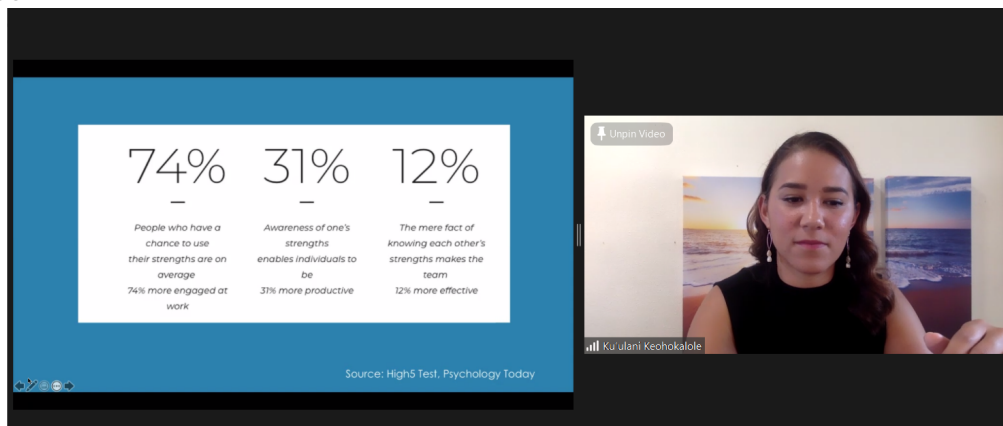 74%
31%
12%
People who have a
chance to use
their strengths are on
average
74% more engaged at
work
Awareness of one's
strengths
enables individuals to
be
31% more productive
The mere fact of
knowing each other's
strengths makes the
team
12% more effective
Source: High5 Test, Psychology Today
Unpin Video
Ku'ulani Keohokalole